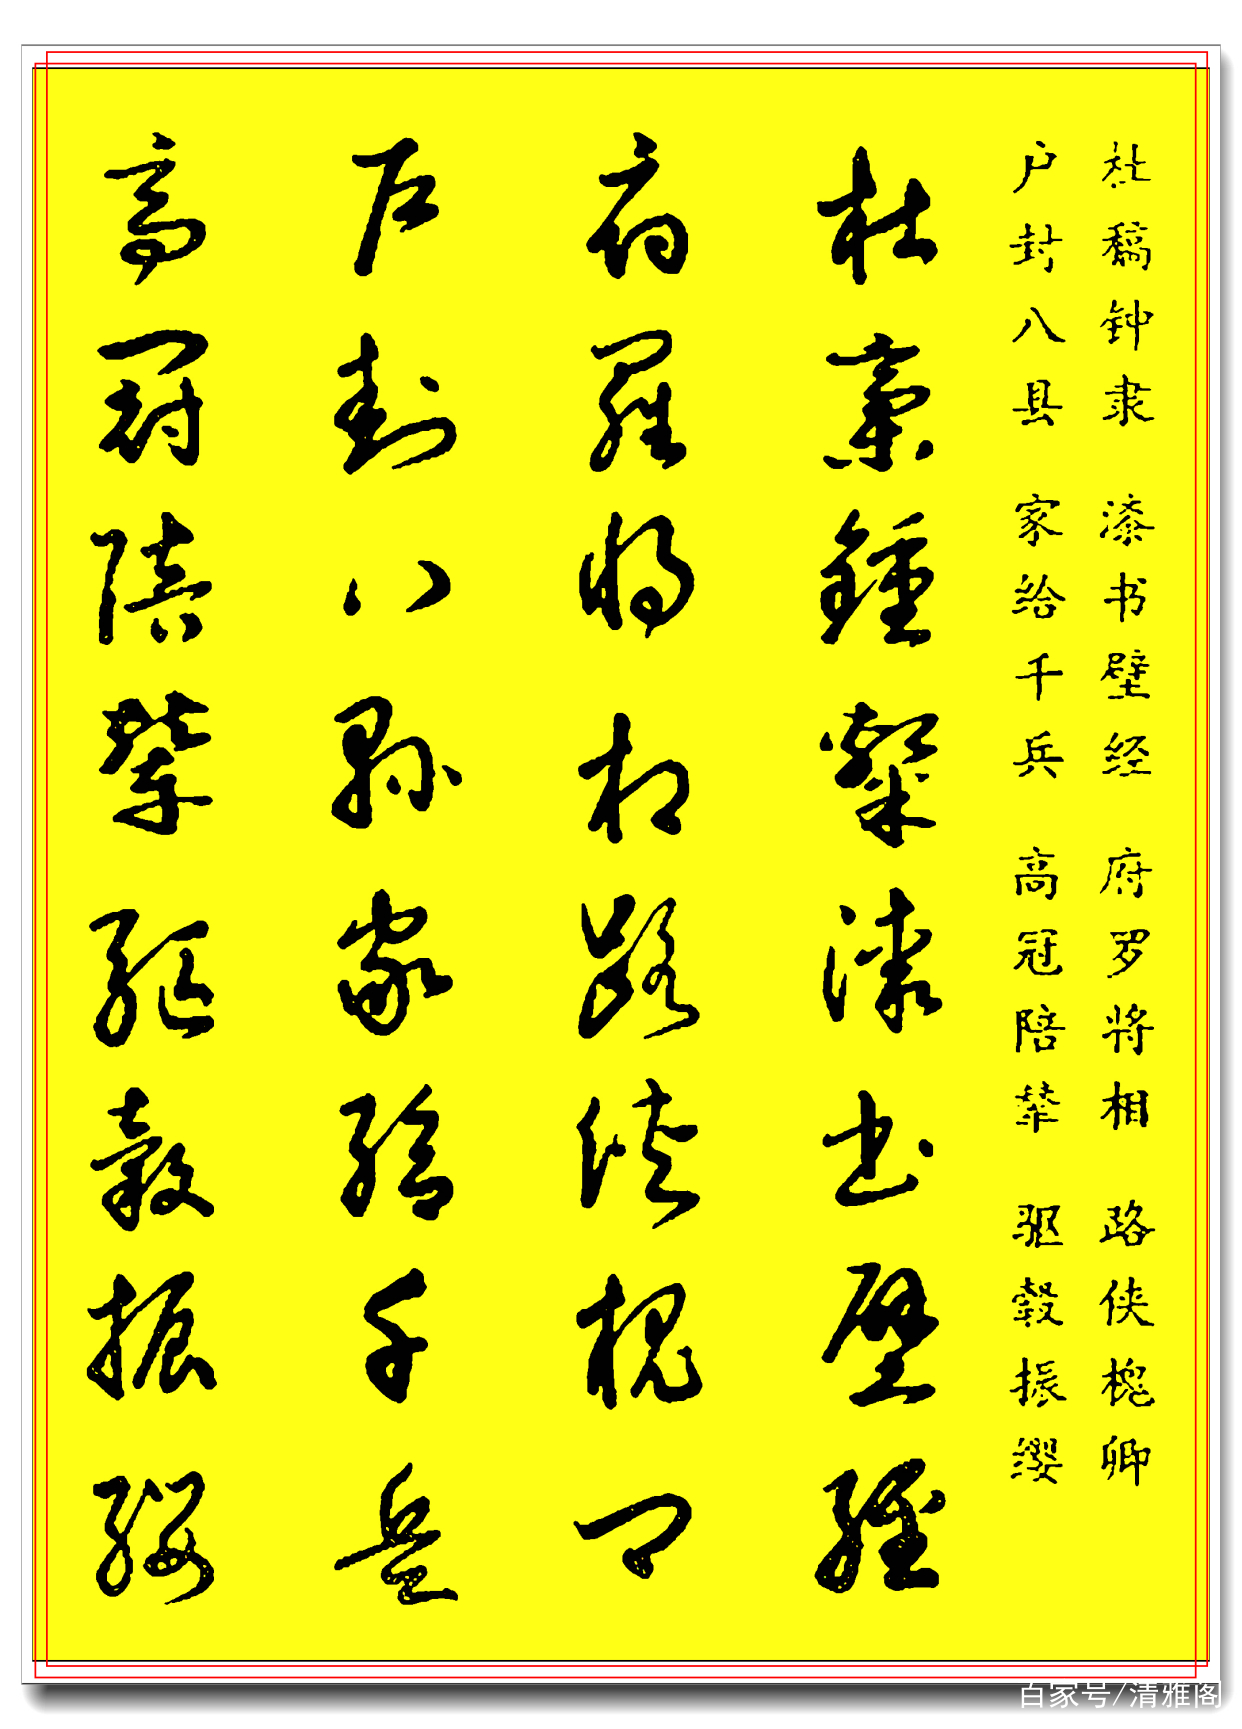 杜稿钟隶 漆书壁经 府罗将相 路侠槐卿
户封八县 家给千兵 高冠陪辇 驱毂振缨
杜稾鍾隸漆書壁經
府羅將相路俠槐卿
戶封八縣家給千兵
高冠陪輦驅轂振纓
百家号/清雅阁